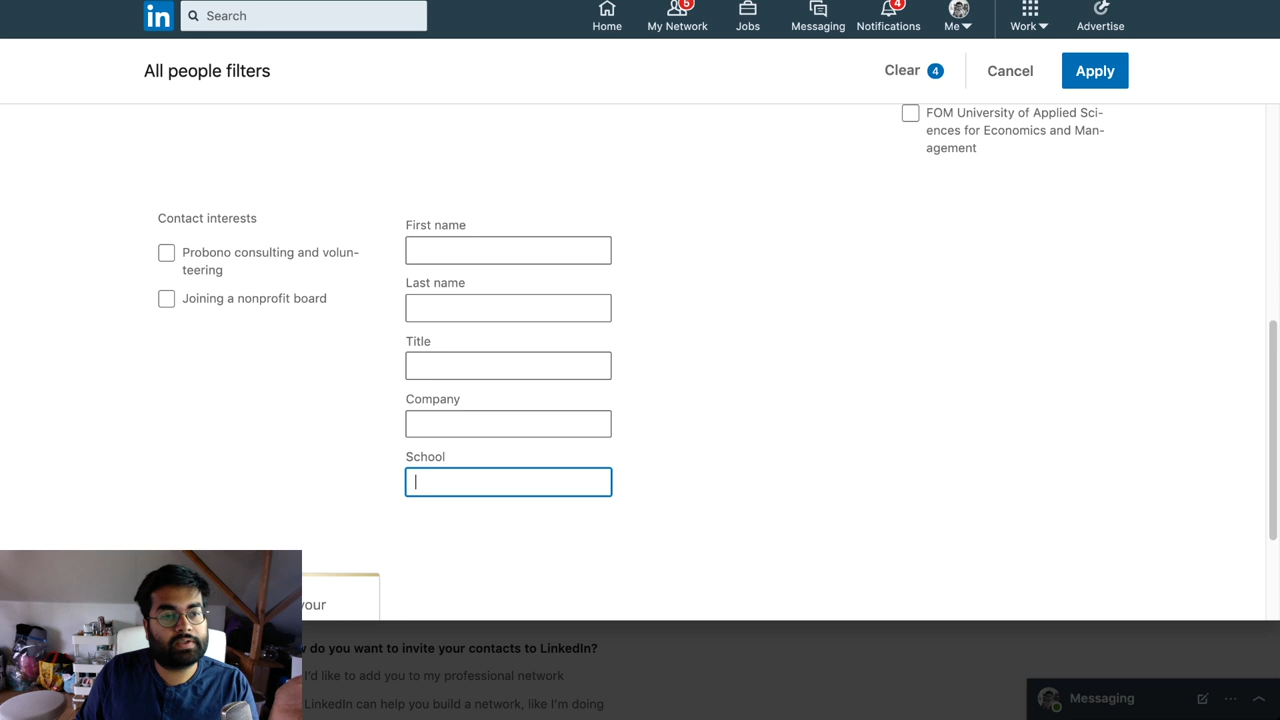 in
Search
5
4
Home
My Network
Jobs
Messaging
Notifications
Me
Work
Advertise
All people filters
Clear 4
Cancel
Apply
FOM University of Applied Sci-
ences for Economics and Man-
agement
Contact interests
Probono consulting and volun-
teering
Joining a nonprofit board
First name
Last name
Title
Company
School
your
do you want to invite your contacts to LinkedIn?
I'd like to add you to my professional network
LinkedIn can help you build a network, like I'm doing
Messaging